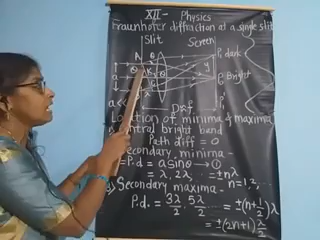 XII - Physics
Fraunhofer diffraction at a single slit
Slit Screen
A θ P₁ dark
θ K θ y
a P₀ Bright
λ P₁'
a<< D≈f
Location of minima & maxima
Central bright band
Path diff = 0
Secondary minima
P.d. = a sinθ → ①
= λ, 2λ, ... = ±nλ
Secondary maxima n=1,2,...
P.d. = 3λ/2, 5λ/2 ... = ±(n+1/2)λ
= ±(2n+1)λ/2